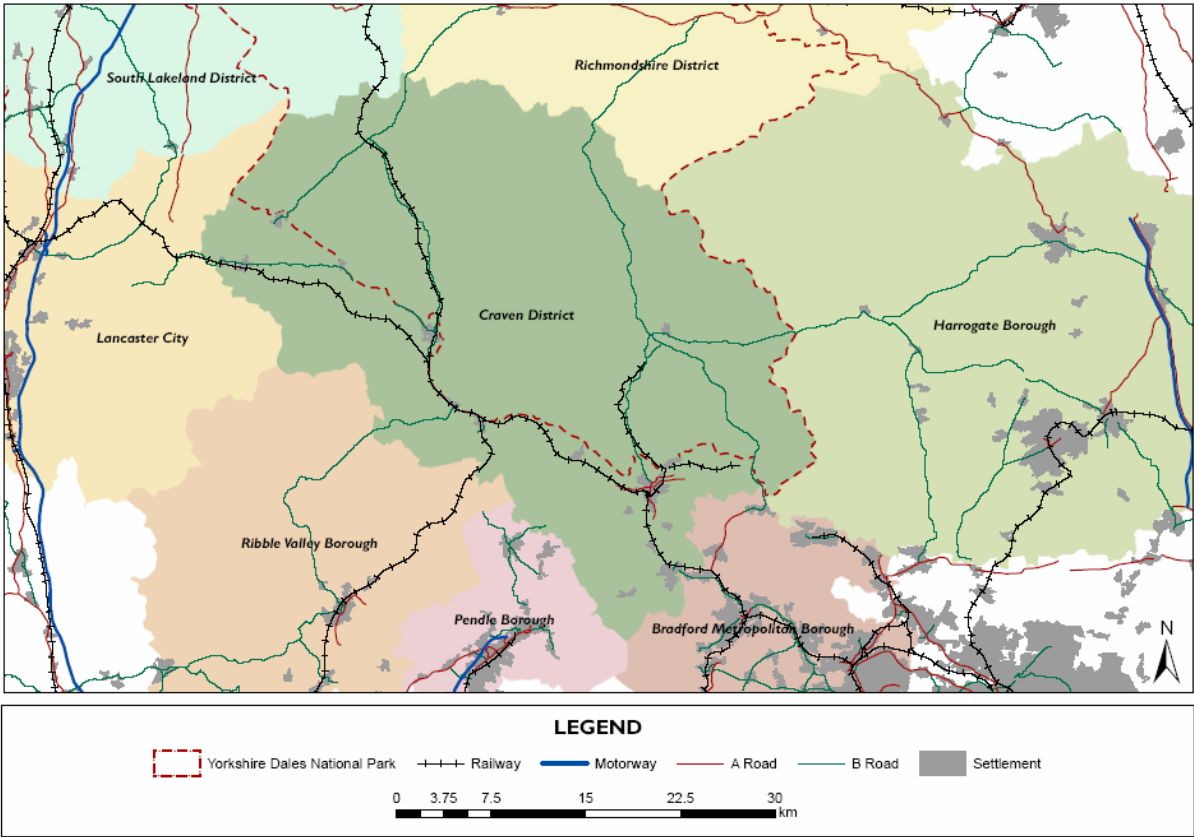 South Lakeland District
Richmondshire District
Craven District
Lancaster City
Harrogate Borough
Ribble Valley Borough
Pendle Borough
Bradford Metropolitan Borough
N
LEGEND
Yorkshire Dales National Park Railway Motorway A Road B Road Settlement
0 3.75 7.5 15 22.5 30
km